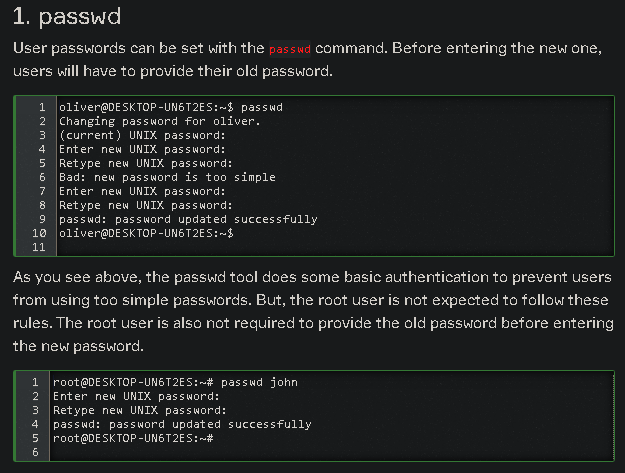 1. passwd
User passwords can be set with the passwd command. Before entering the new one,
users will have to provide their old password.
1 oliver@DESKTOP-UN6T2ES:~$ passwd
2 Changing password for oliver.
3 (current) UNIX password:
4 Enter new UNIX password:
5 Retype new UNIX password:
6 Bad: new password is too simple
7 Enter new UNIX password:
8 Retype new UNIX password:
9 passwd: password updated successfully
10 oliver@DESKTOP-UN6T2ES:~$
11
As you see above, the passwd tool does some basic authentication to prevent users
from using too simple passwords. But, the root user is not expected to follow these
rules. The root user is also not required to provide the old password before entering
the new password.
1 root@DESKTOP-UN6T2ES:~# passwd john
2 Enter new UNIX password:
3 Retype new UNIX password:
4 passwd: password updated successfully
5 root@DESKTOP-UN6T2ES:~#
6